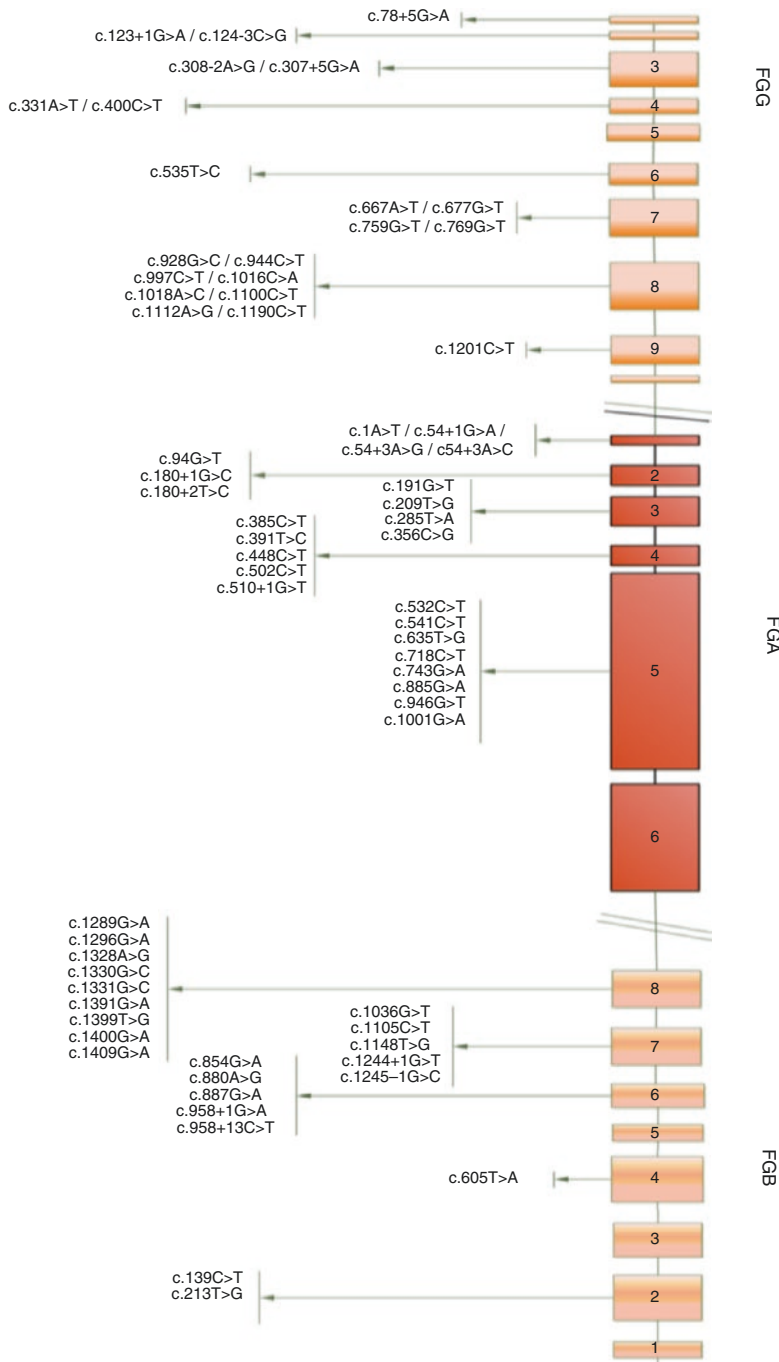 c.78+5G>A
c.123+1G>A / c.124-3C>G
c.308-2A>G / c.307+5G>A
3
c.331A>T / c.400C>T
4
5
c.535T>C
6
c.667A>T / c.677G>T
c.759G>T / c.769G>T
7
c.928G>C / c.944C>T
c.997C>T / c.1016C>A
c.1018A>C / c.1100C>T
c.1112A>G / c.1190C>T
8
c.1201C>T
9
FGG
c.1A>T / c.54+1G>A /
c.54+3A>G / c54+3A>C
c.94G>T
c.180+1G>C
c.180+2T>C
2
c.191G>T
c.209T>G
c.285T>A
c.356C>G
3
c.385C>T
c.391T>C
c.448C>T
c.502C>T
c.510+1G>T
4
c.532C>T
c.541C>T
c.635T>G
c.718C>T
c.743G>A
c.885G>A
c.946G>T
c.1001G>A
5
6
FGA
c.1289G>A
c.1296G>A
c.1328A>G
c.1330G>C
c.1331G>C
c.1391G>A
c.1399T>G
c.1400G>A
c.1409G>A
8
c.1036G>T
c.1105C>T
c.1148T>G
c.1244+1G>T
c.1245–1G>C
7
c.854G>A
c.880A>G
c.887G>A
c.958+1G>A
c.958+13C>T
6
5
c.605T>A
4
3
c.139C>T
c.213T>G
2
1
FGB